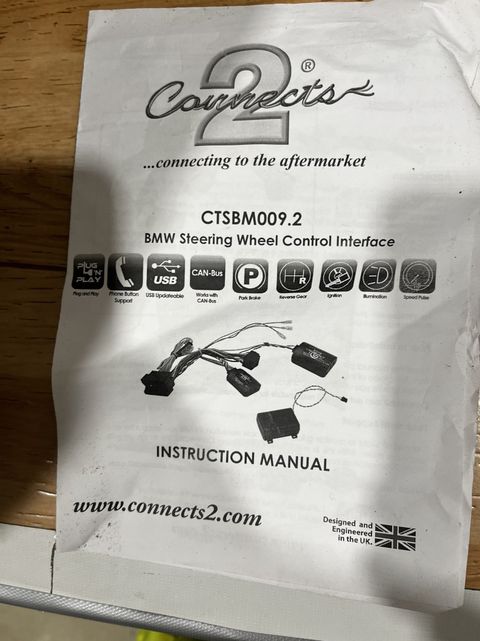 Connects2®
...connecting to the aftermarket
CTSBM009.2
BMW Steering Wheel Control Interface
PLUG 'N' PLAY
USB
CAN-Bus
P
R
Plug and Play
Phone Button Support
USB Updateable
Works with CAN-Bus
Park Brake
Reverse Gear
Ignition
Illumination
Speed Pulse
INSTRUCTION MANUAL
www.connects2.com
Designed and
Engineered
in the UK.